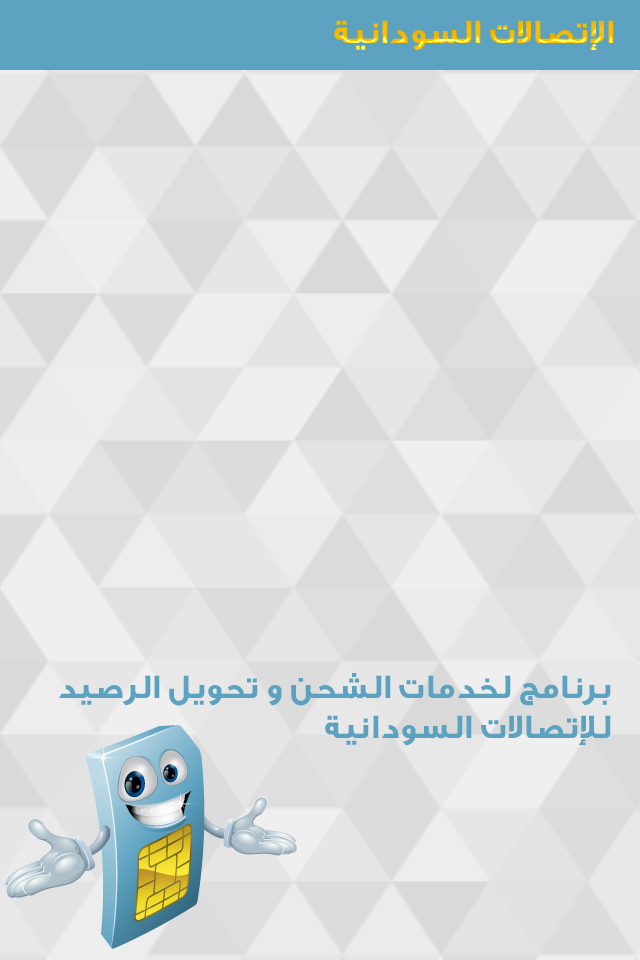 الإتصالات السودانية
برنامج لخدمات الشحن و تحويل الرصيد
للإتصالات السودانية